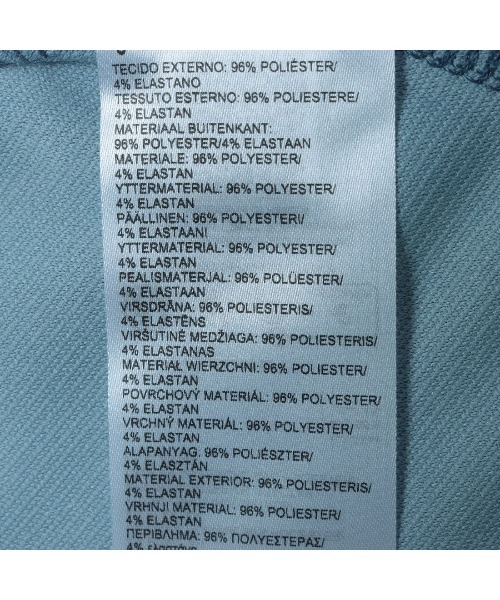 TECIDO EXTERNO: 96% POLIÉSTER/
4% ELASTANO
TESSUTO ESTERNO: 96% POLIESTERE/
4% ELASTAN
MATERIAAL BUITENKANT:
96% POLYESTER/4% ELASTAAN
MATERIALE: 96% POLYESTER/
4% ELASTAN
YTTERMATERIAL: 96% POLYESTER/
4% ELASTAN
PÄÄLLINEN: 96% POLYESTERI/
4% ELASTAANI
YTTERMATERIAL: 96% POLYESTER/
4% ELASTAN
PEALISMATERJAL: 96% POLÜESTER/
4% ELASTAAN
VIRSDRĀNA: 96% POLIESTERIS/
4% ELASTĒNS
VIRŠUTINĖ MEDŽIAGA: 96% POLIESTERIS/
4% ELASTANAS
MATERIAŁ WIERZCHNI: 96% POLYESTER/
4% ELASTAN
POVRCHOVÝ MATERIÁL: 96% POLYESTER/
4% ELASTAN
VRCHNÝ MATERIÁL: 96% POLYESTER/
4% ELASTAN
ALAPANYAG: 96% POLIÉSZTER/
4% ELASZTÁN
MATERIAL EXTERIOR: 96% POLIESTERIS/
4% ELASTAN
VRHNJI MATERIAL: 96% POLYESTER/
4% ELASTAN
ΠΕΡΙΒΛΗΜΑ: 96% ΠΟΛΥΕΣΤΕΡΑΣ/
4% ελαστάνη